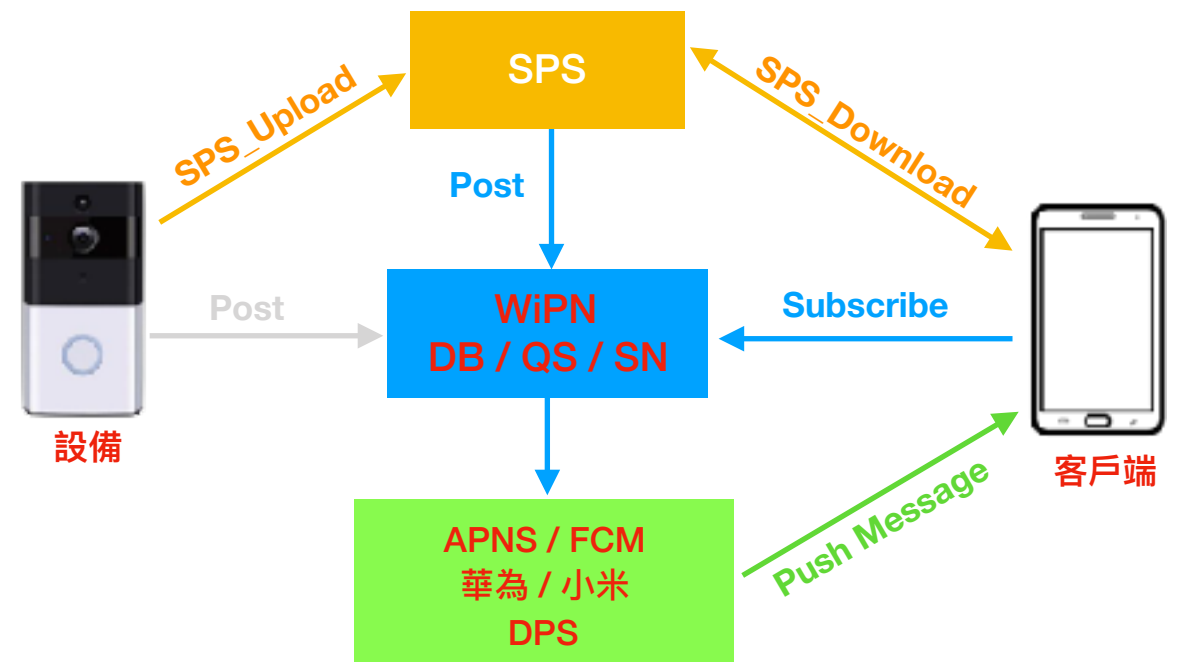 SPS
SPS_Upload
SPS_Download
Post
Post
WiPN
DB / QS / SN
Subscribe
設備
客戶端
APNS / FCM
華為 / 小米
DPS
Push Message